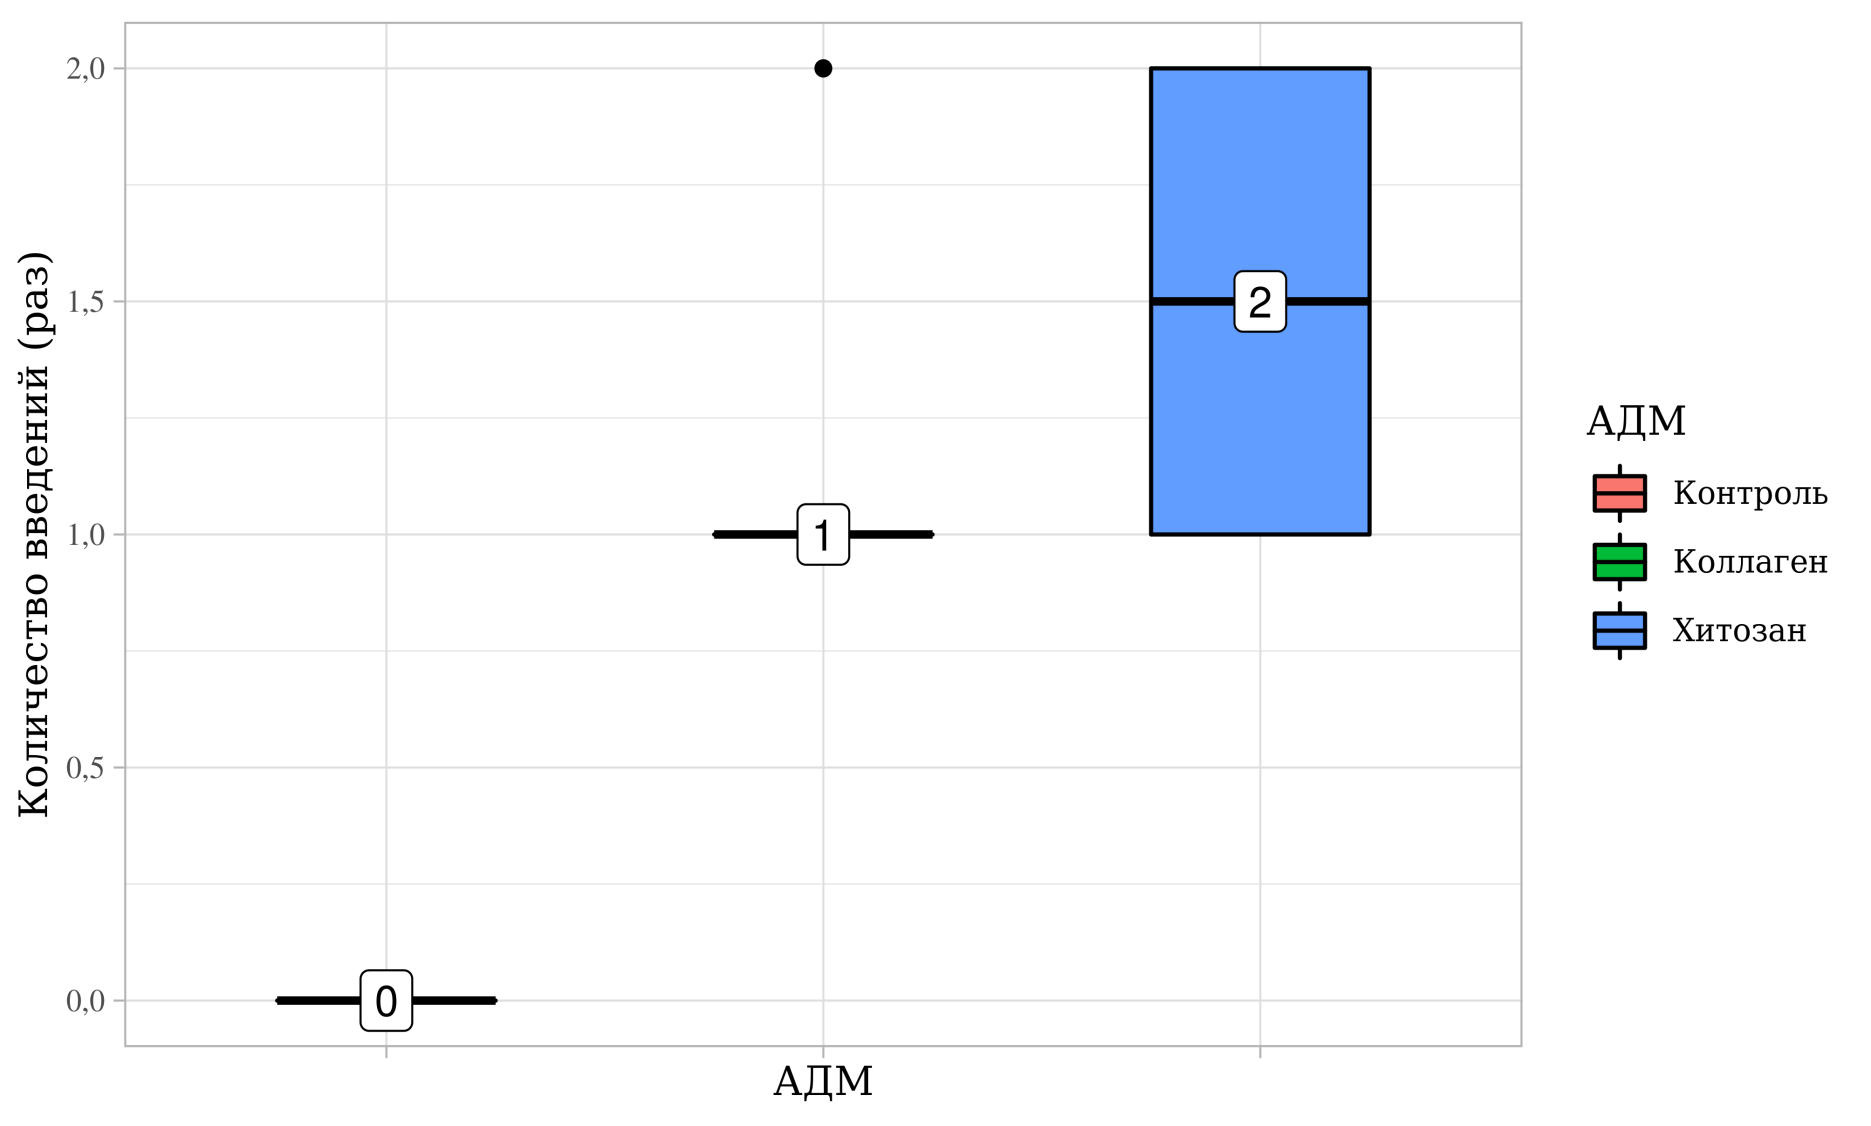 Количество введений (раз)
2,0
1,5
1,0
0,5
0,0
2
1
0
АДМ
АДМ
Контроль
Коллаген
Хитозан